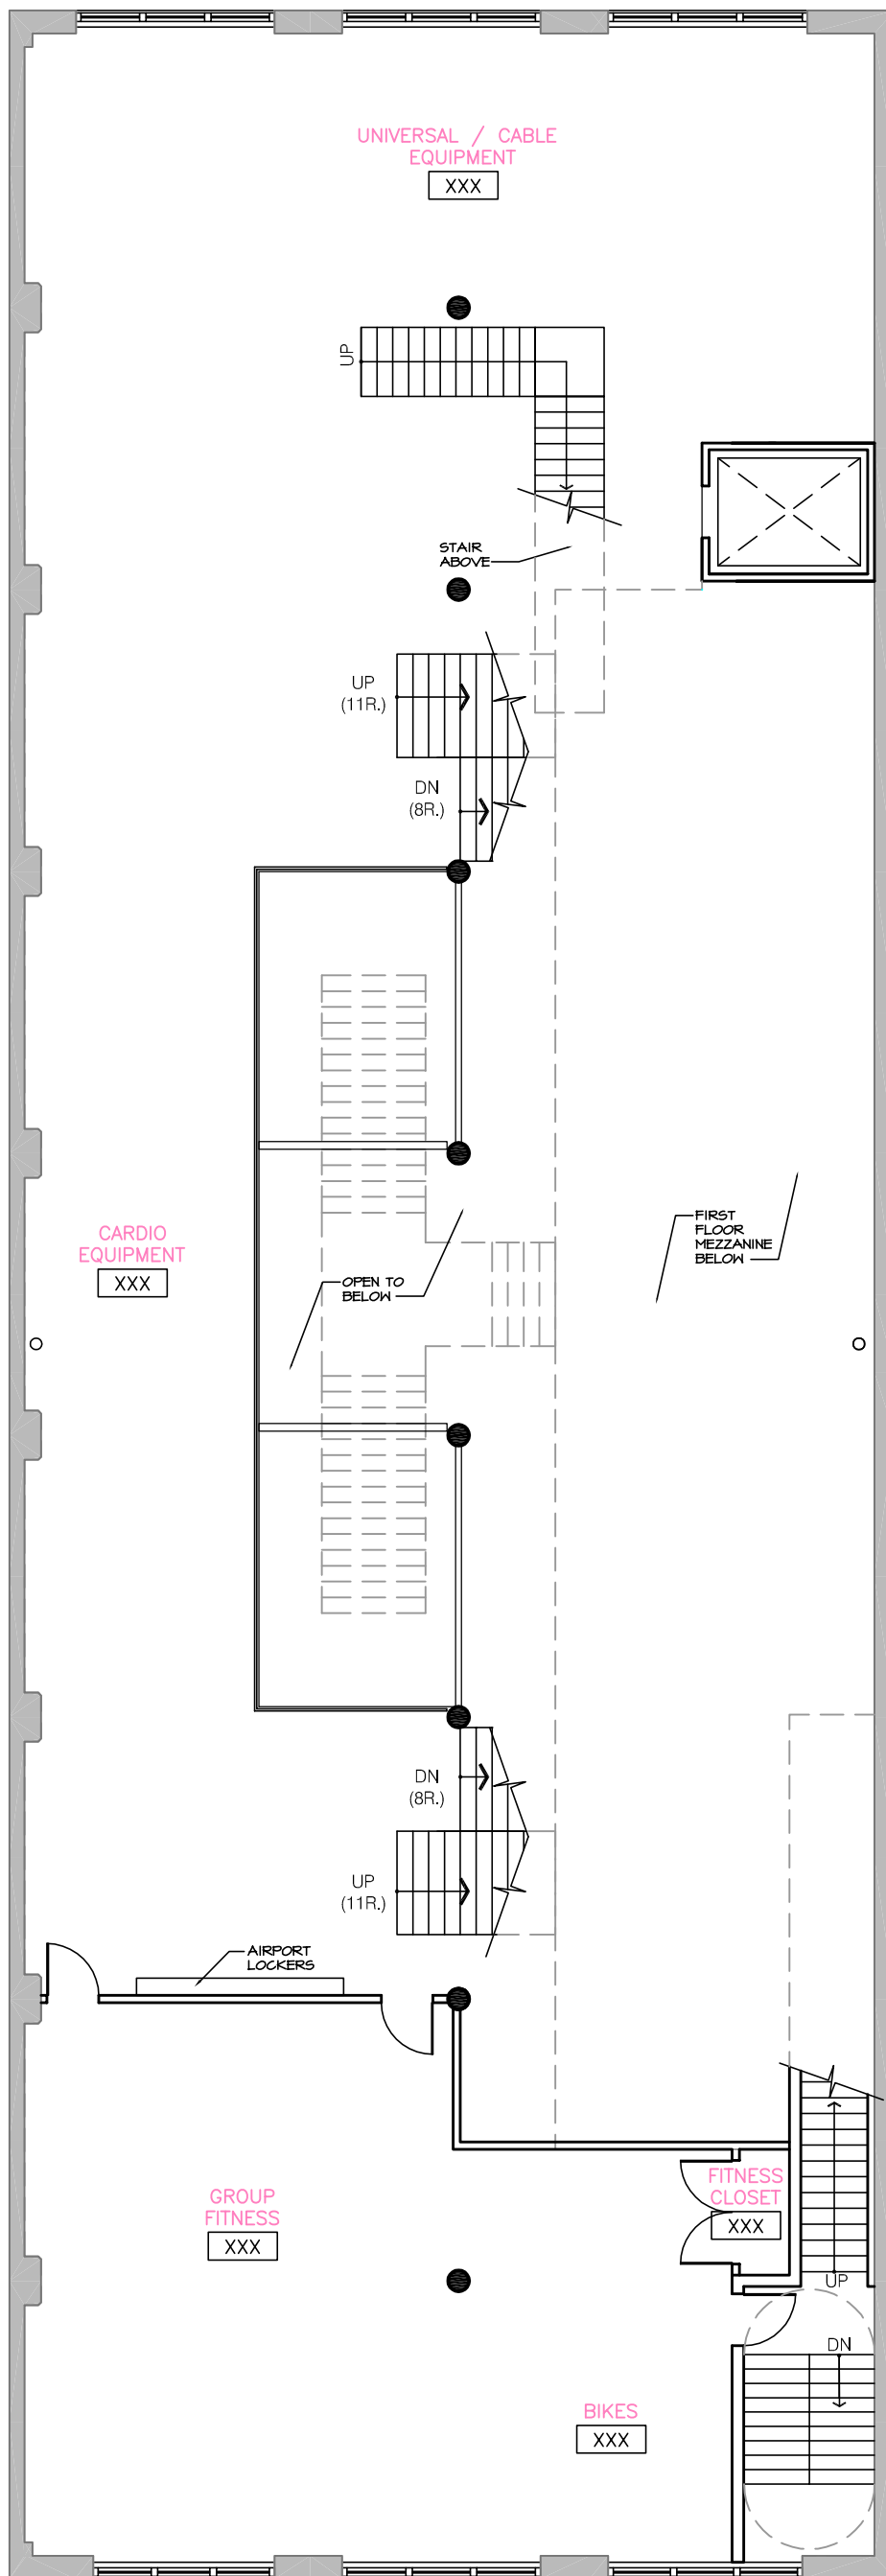 UNIVERSAL / CABLE
EQUIPMENT
XXX
UP
STAIR
ABOVE
UP
(11R.)
DN
(8R.)
CARDIO
EQUIPMENT
XXX
FIRST
FLOOR
MEZZANINE
BELOW
OPEN TO
BELOW
DN
(8R.)
UP
(11R.)
AIRPORT
LOCKERS
GROUP
FITNESS
XXX
FITNESS
CLOSET
XXX
UP
DN
BIKES
XXX